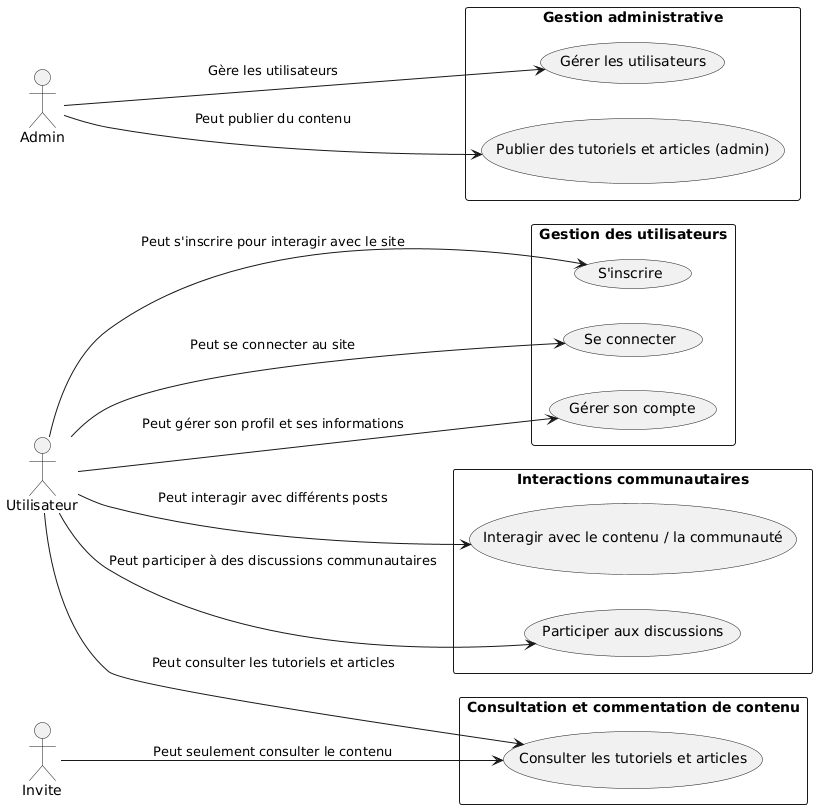 Gestion administrative
Gère les utilisateurs
Gérer les utilisateurs
Admin
Peut publier du contenu
Publier des tutoriels et articles (admin)
Gestion des utilisateurs
Peut s'inscrire pour interagir avec le site
S'inscrire
Peut se connecter au site
Se connecter
Gérer son compte
Peut gérer son profil et ses informations
Interactions communautaires
Utilisateur
Peut interagir avec différents posts
Interagir avec le contenu / la communauté
Peut participer à des discussions communautaires
Participer aux discussions
Peut consulter les tutoriels et articles
Consultation et commentation de contenu
Peut seulement consulter le contenu
Consulter les tutoriels et articles
Invite